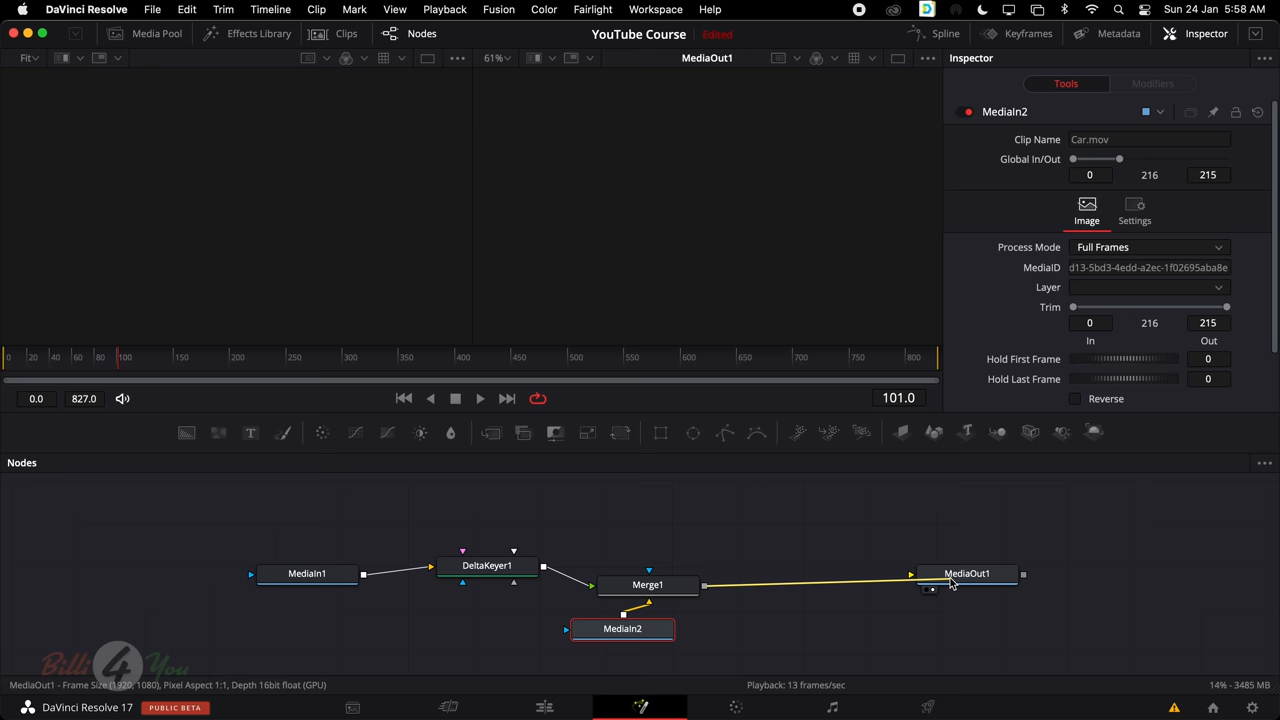 DaVinci Resolve File Edit Trim Timeline Clip Mark View Playback Fusion Color Fairlight Workspace Help Sun 24 Jan 5:58 AM
Media Pool Effects Library Clips Nodes YouTube Course Edited Spline Keyframes Metadata Inspector
Fit 61% MediaOut1 Inspector
Tools Modifiers
MediaIn2
Clip Name Car.mov
Global In/Out
0 216 215
Image Settings
Process Mode Full Frames
MediaID d13-5bd3-4edd-a2ec-1f02695aba8e
Layer
Trim
0 216 215
In Out
Hold First Frame 0
Hold Last Frame 0
Reverse
0 20 40 60 80 100 150 200 250 300 350 400 450 500 550 600 650 700 750 800
0.0 827.0 101.0
Nodes
MediaIn1 DeltaKeyer1 Merge1 MediaOut1
MediaIn2
Billi 4 You
MediaOut1 - Frame Size (1920, 1080), Pixel Aspect 1:1, Depth 16bit float (GPU) Playback: 13 frames/sec 14% - 3485 MB
DaVinci Resolve 17 PUBLIC BETA